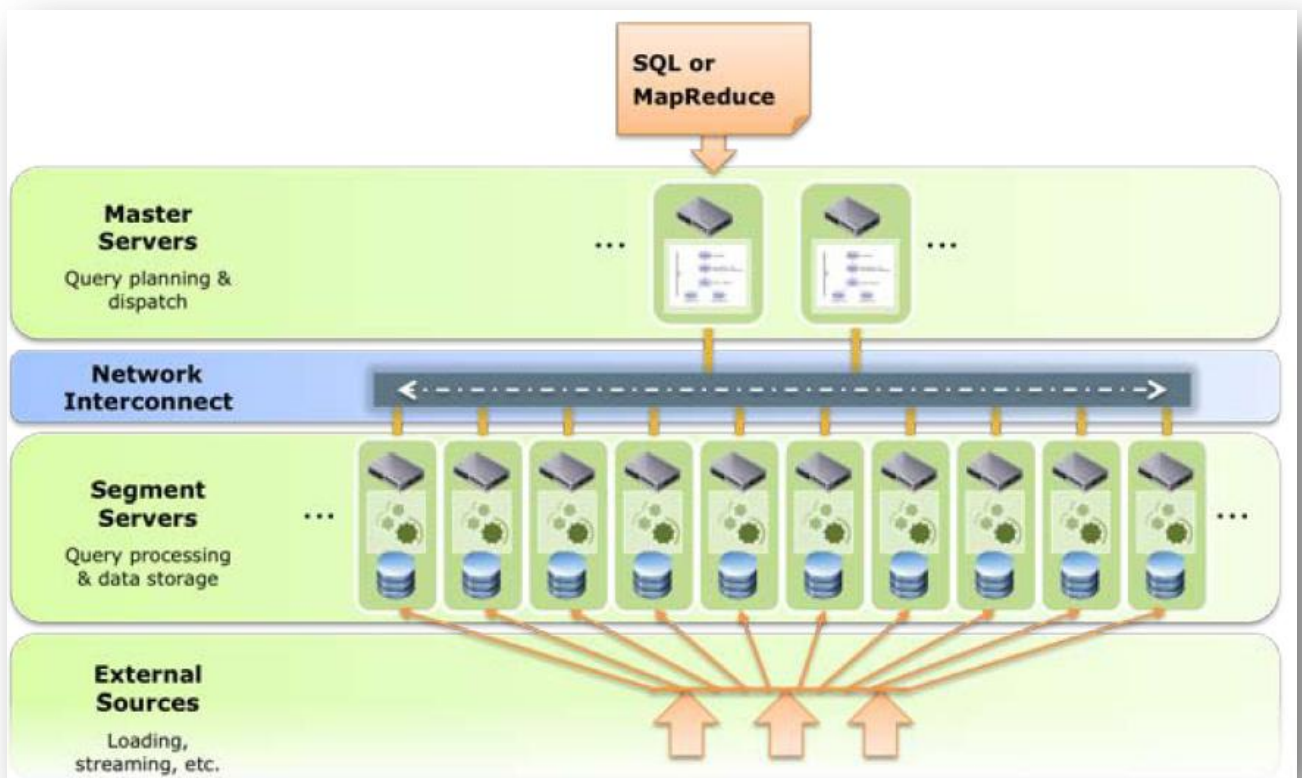 SQL or
MapReduce
Master
Servers
Query planning &
dispatch
...
...
Network
Interconnect
Segment
Servers
Query processing
& data storage
...
...
External
Sources
Loading,
streaming, etc.